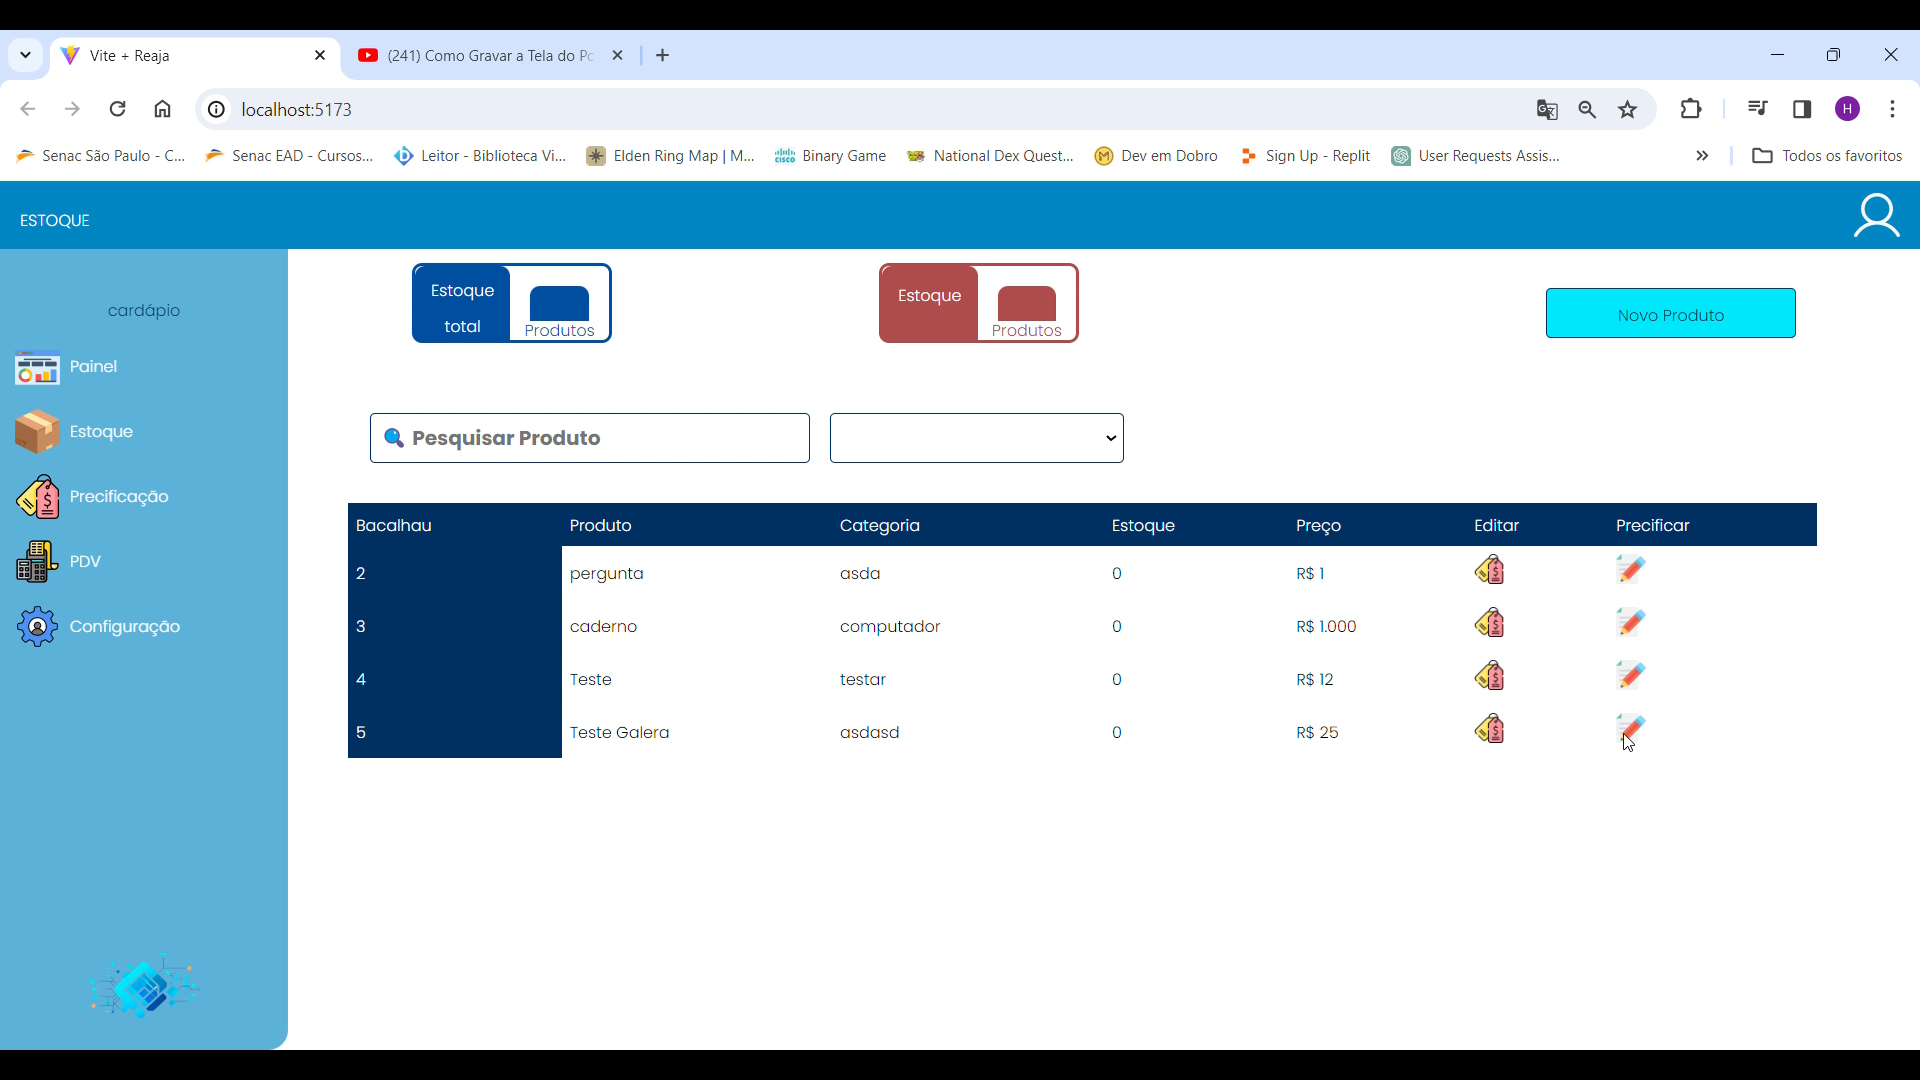 Vite + Reaja
(241) Como Gravar a Tela do Pc
localhost:5173
H
Senac São Paulo - C...
Senac EAD - Cursos...
Leitor - Biblioteca Vi...
Elden Ring Map | M...
Binary Game
National Dex Quest...
Dev em Dobro
Sign Up - Replit
User Requests Assis...
Todos os favoritos
ESTOQUE
cardápio
Painel
Estoque
Precificação
PDV
Configuração
Estoque
total
Produtos
Estoque
Produtos
Novo Produto
Pesquisar Produto
Bacalhau Produto Categoria Estoque Preço Editar Precificar
2 pergunta asda 0 R$ 1
3 caderno computador 0 R$ 1.000
4 Teste testar 0 R$ 12
5 Teste Galera asdasd 0 R$ 25